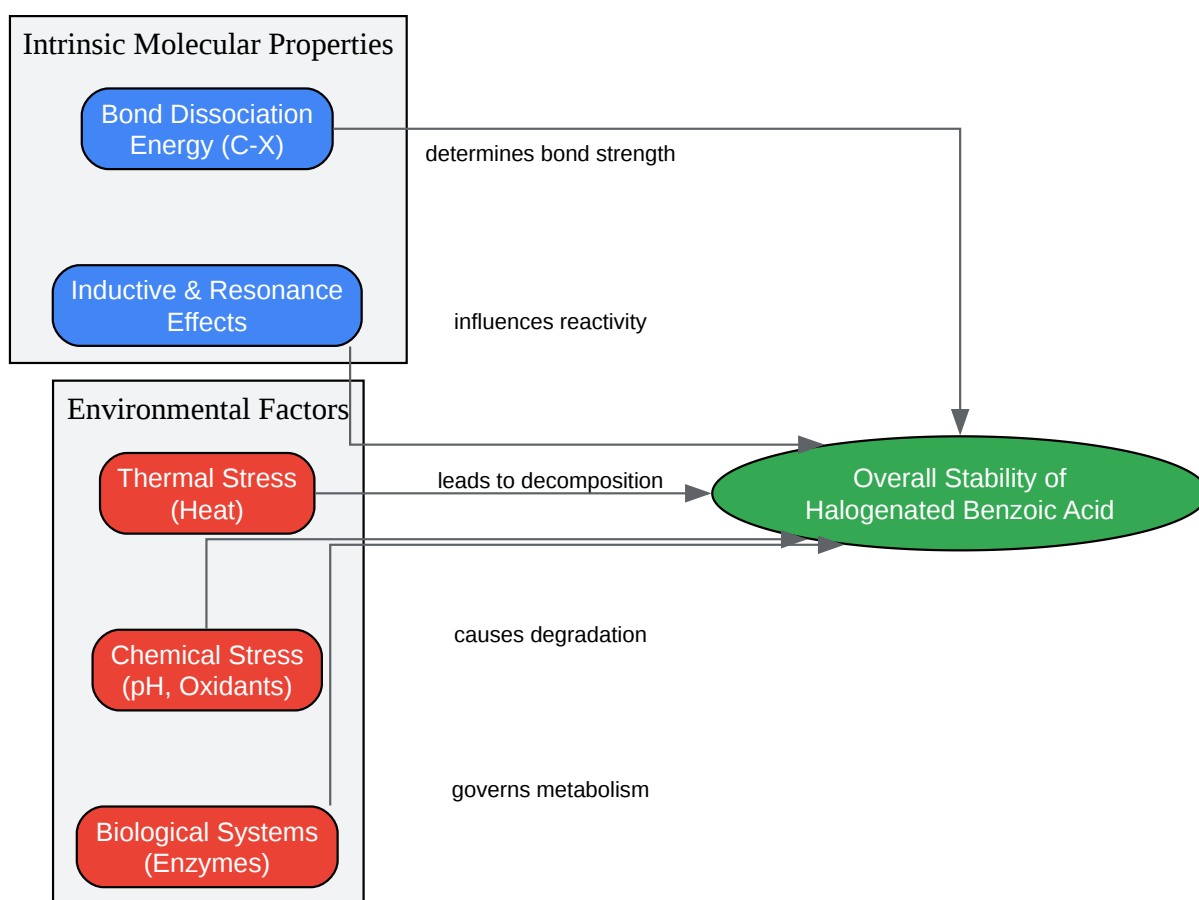 Intrinsic Molecular Properties
Bond Dissociation
Energy (C-X)
determines bond strength
Inductive & Resonance
Effects
influences reactivity
Environmental Factors
Thermal Stress
(Heat)
leads to decomposition
Overall Stability of
Halogenated Benzoic Acid
Chemical Stress
(pH, Oxidants)
causes degradation
governs metabolism
Biological Systems
(Enzymes)